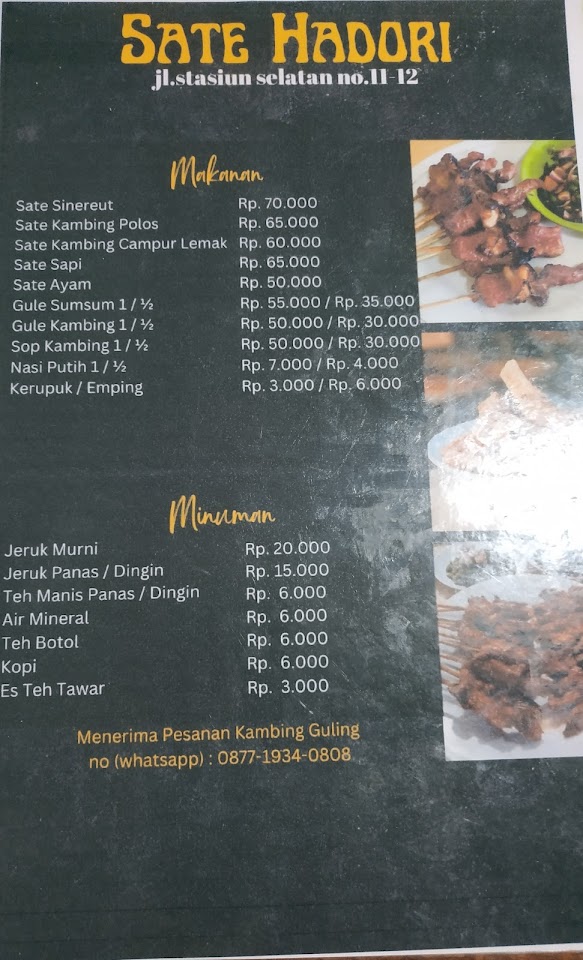 SATE HADORI
jl.stasiun selatan no.11-12
Makanan
Sate Sinereut Rp. 70.000
Sate Kambing Polos Rp. 65.000
Sate Kambing Campur Lemak Rp. 60.000
Sate Sapi Rp. 65.000
Sate Ayam Rp. 50.000
Gule Sumsum 1 / ½ Rp. 55.000 / Rp. 35.000
Gule Kambing 1 / ½ Rp. 50.000 / Rp. 30.000
Sop Kambing 1 / ½ Rp. 50.000 / Rp. 30.000
Nasi Putih 1 / ½ Rp. 7.000 / Rp. 4.000
Kerupuk / Emping Rp. 3.000 / Rp. 6.000
Minuman
Jeruk Murni Rp. 20.000
Jeruk Panas / Dingin Rp. 15.000
Teh Manis Panas / Dingin Rp. 6.000
Air Mineral Rp. 6.000
Teh Botol Rp. 6.000
Kopi Rp. 6.000
Es Teh Tawar Rp. 3.000
Menerima Pesanan Kambing Guling
no (whatsapp) : 0877-1934-0808